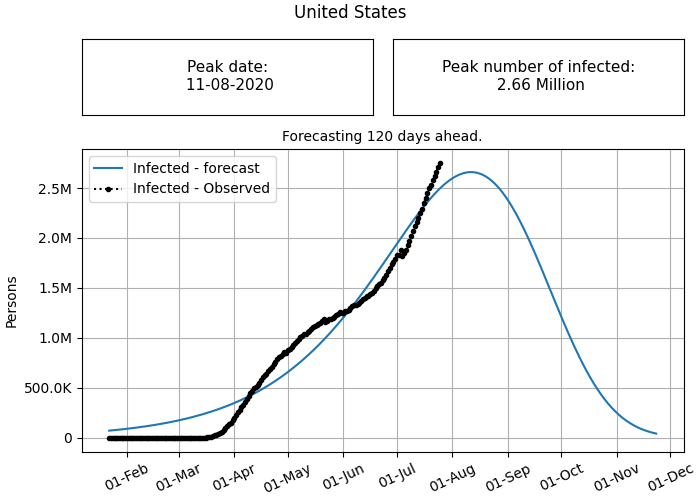 United States
Peak date:
11-08-2020
Peak number of infected:
2.66 Million
Forecasting 120 days ahead.
Infected - forecast
Infected - Observed
Persons
2.5M
2.0M
1.5M
1.0M
500.0K
0
01-Feb
01-Mar
01-Apr
01-May
01-Jun
01-Jul
01-Aug
01-Sep
01-Oct
01-Nov
01-Dec